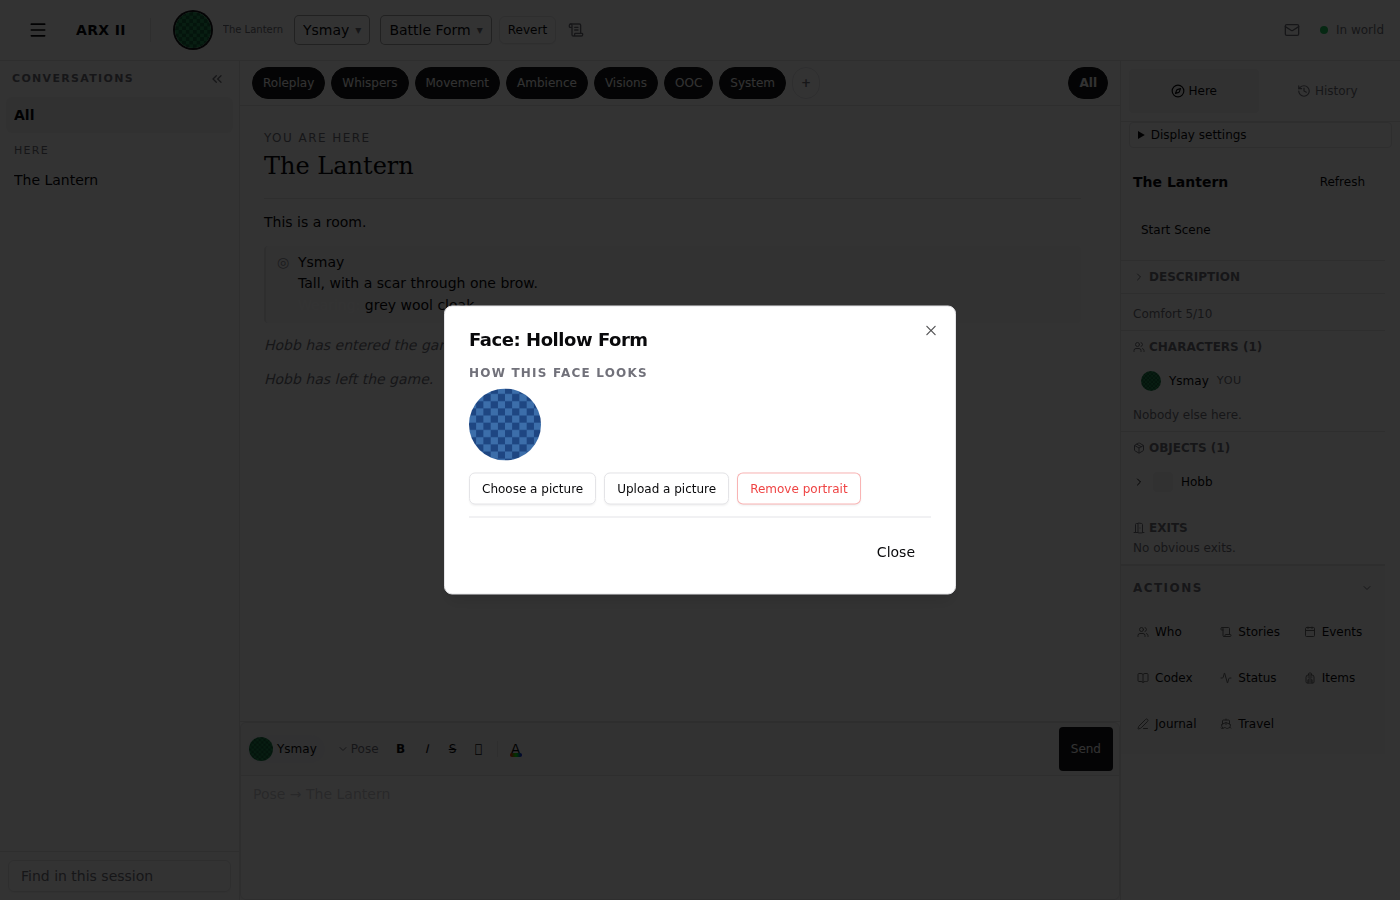 ARX II
The Lantern
Ysmay
Battle Form
Revert
In world
CONVERSATIONS
All
HERE
The Lantern
Find in this session
Roleplay
Whispers
Movement
Ambience
Visions
OOC
System
+
All
YOU ARE HERE
The Lantern
This is a room.
Ysmay
Tall, with a scar through one brow.
grey wool cloak
Hobb has entered the gam
Hobb has left the game.
Face: Hollow Form
HOW THIS FACE LOOKS
Choose a picture
Upload a picture
Remove portrait
Close
Ysmay
Pose
B
I
S
A
Send
Pose → The Lantern
Here
History
Display settings
The Lantern
Refresh
Start Scene
DESCRIPTION
Comfort 5/10
CHARACTERS (1)
Ysmay YOU
Nobody else here.
OBJECTS (1)
Hobb
EXITS
No obvious exits.
ACTIONS
Who
Stories
Events
Codex
Status
Items
Journal
Travel